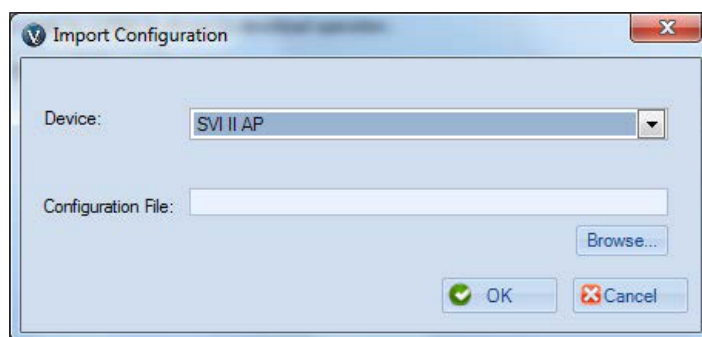 Import Configuration
Device:
SVI II AP
Configuration File:
Browse...
OK
Cancel